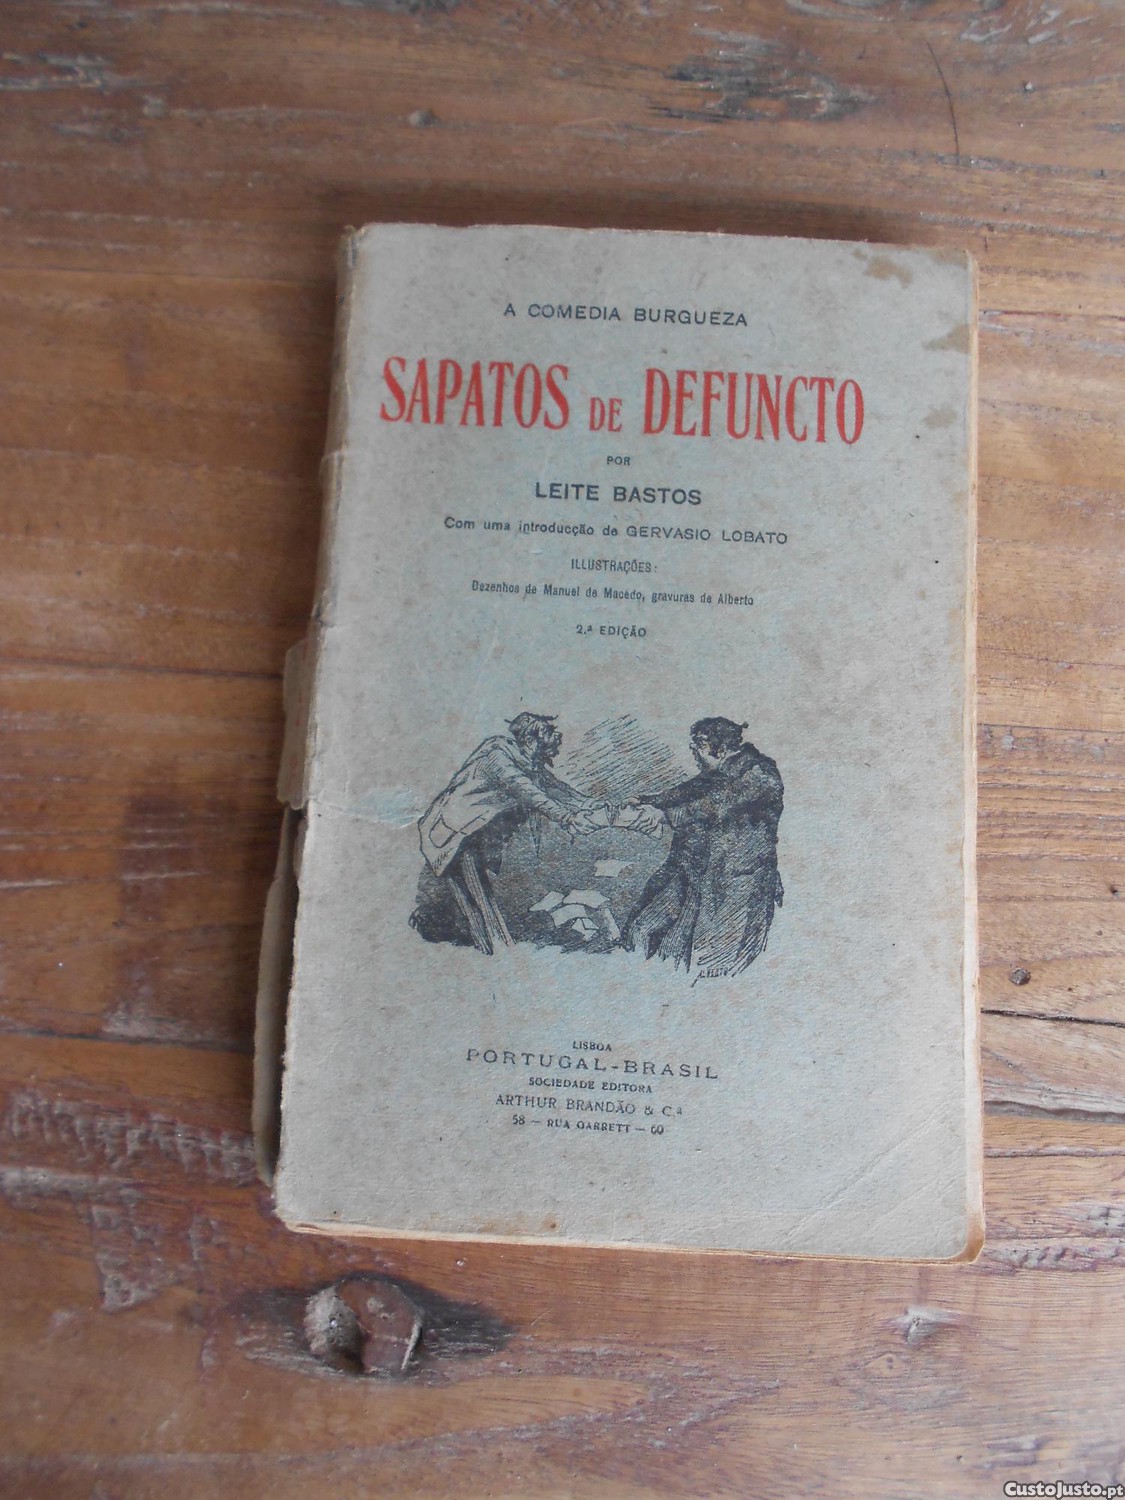 A COMEDIA BURGUEZA
SAPATOS DE DEFUNCTO
POR
LEITE BASTOS
Com uma introducção de GERVASIO LOBATO
ILLUSTRAÇÕES:
Dezenhos de Manuel de Macedo, gravuras de Alberto
2.ª EDIÇÃO
LISBOA
PORTUGAL-BRASIL
SOCIEDADE EDITORA
ARTHUR BRANDÃO & C.ª
58 — RUA GARRETT — 60
CustoJusto.pt